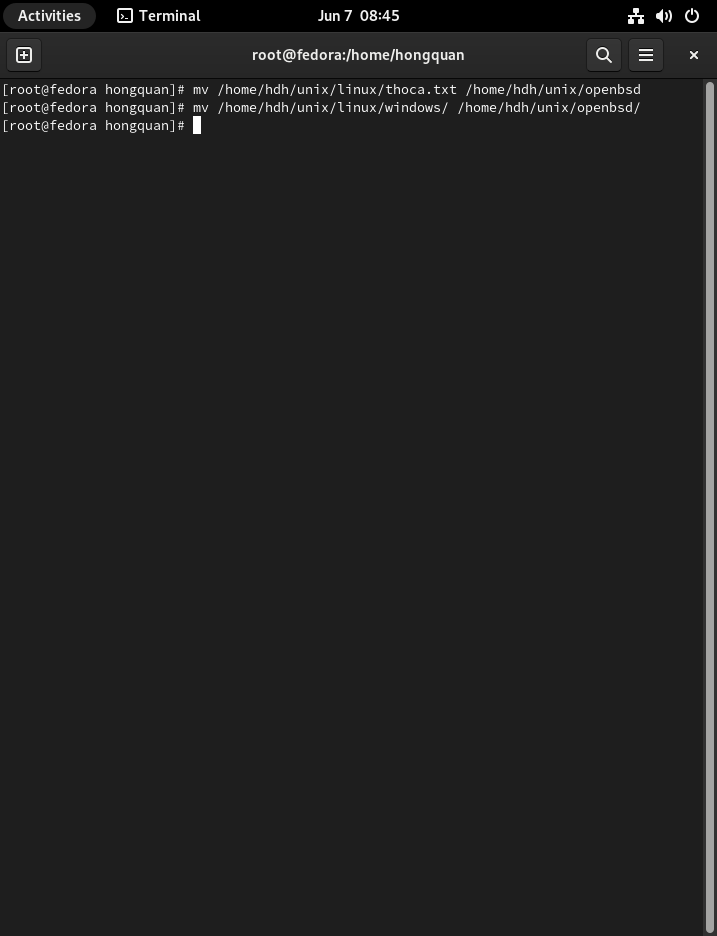 Activities Terminal Jun 7 08:45
root@fedora:/home/hongquan
[root@fedora hongquan]# mv /home/hdh/unix/linux/thoca.txt /home/hdh/unix/openbsd
[root@fedora hongquan]# mv /home/hdh/unix/linux/windows/ /home/hdh/unix/openbsd/
[root@fedora hongquan]#